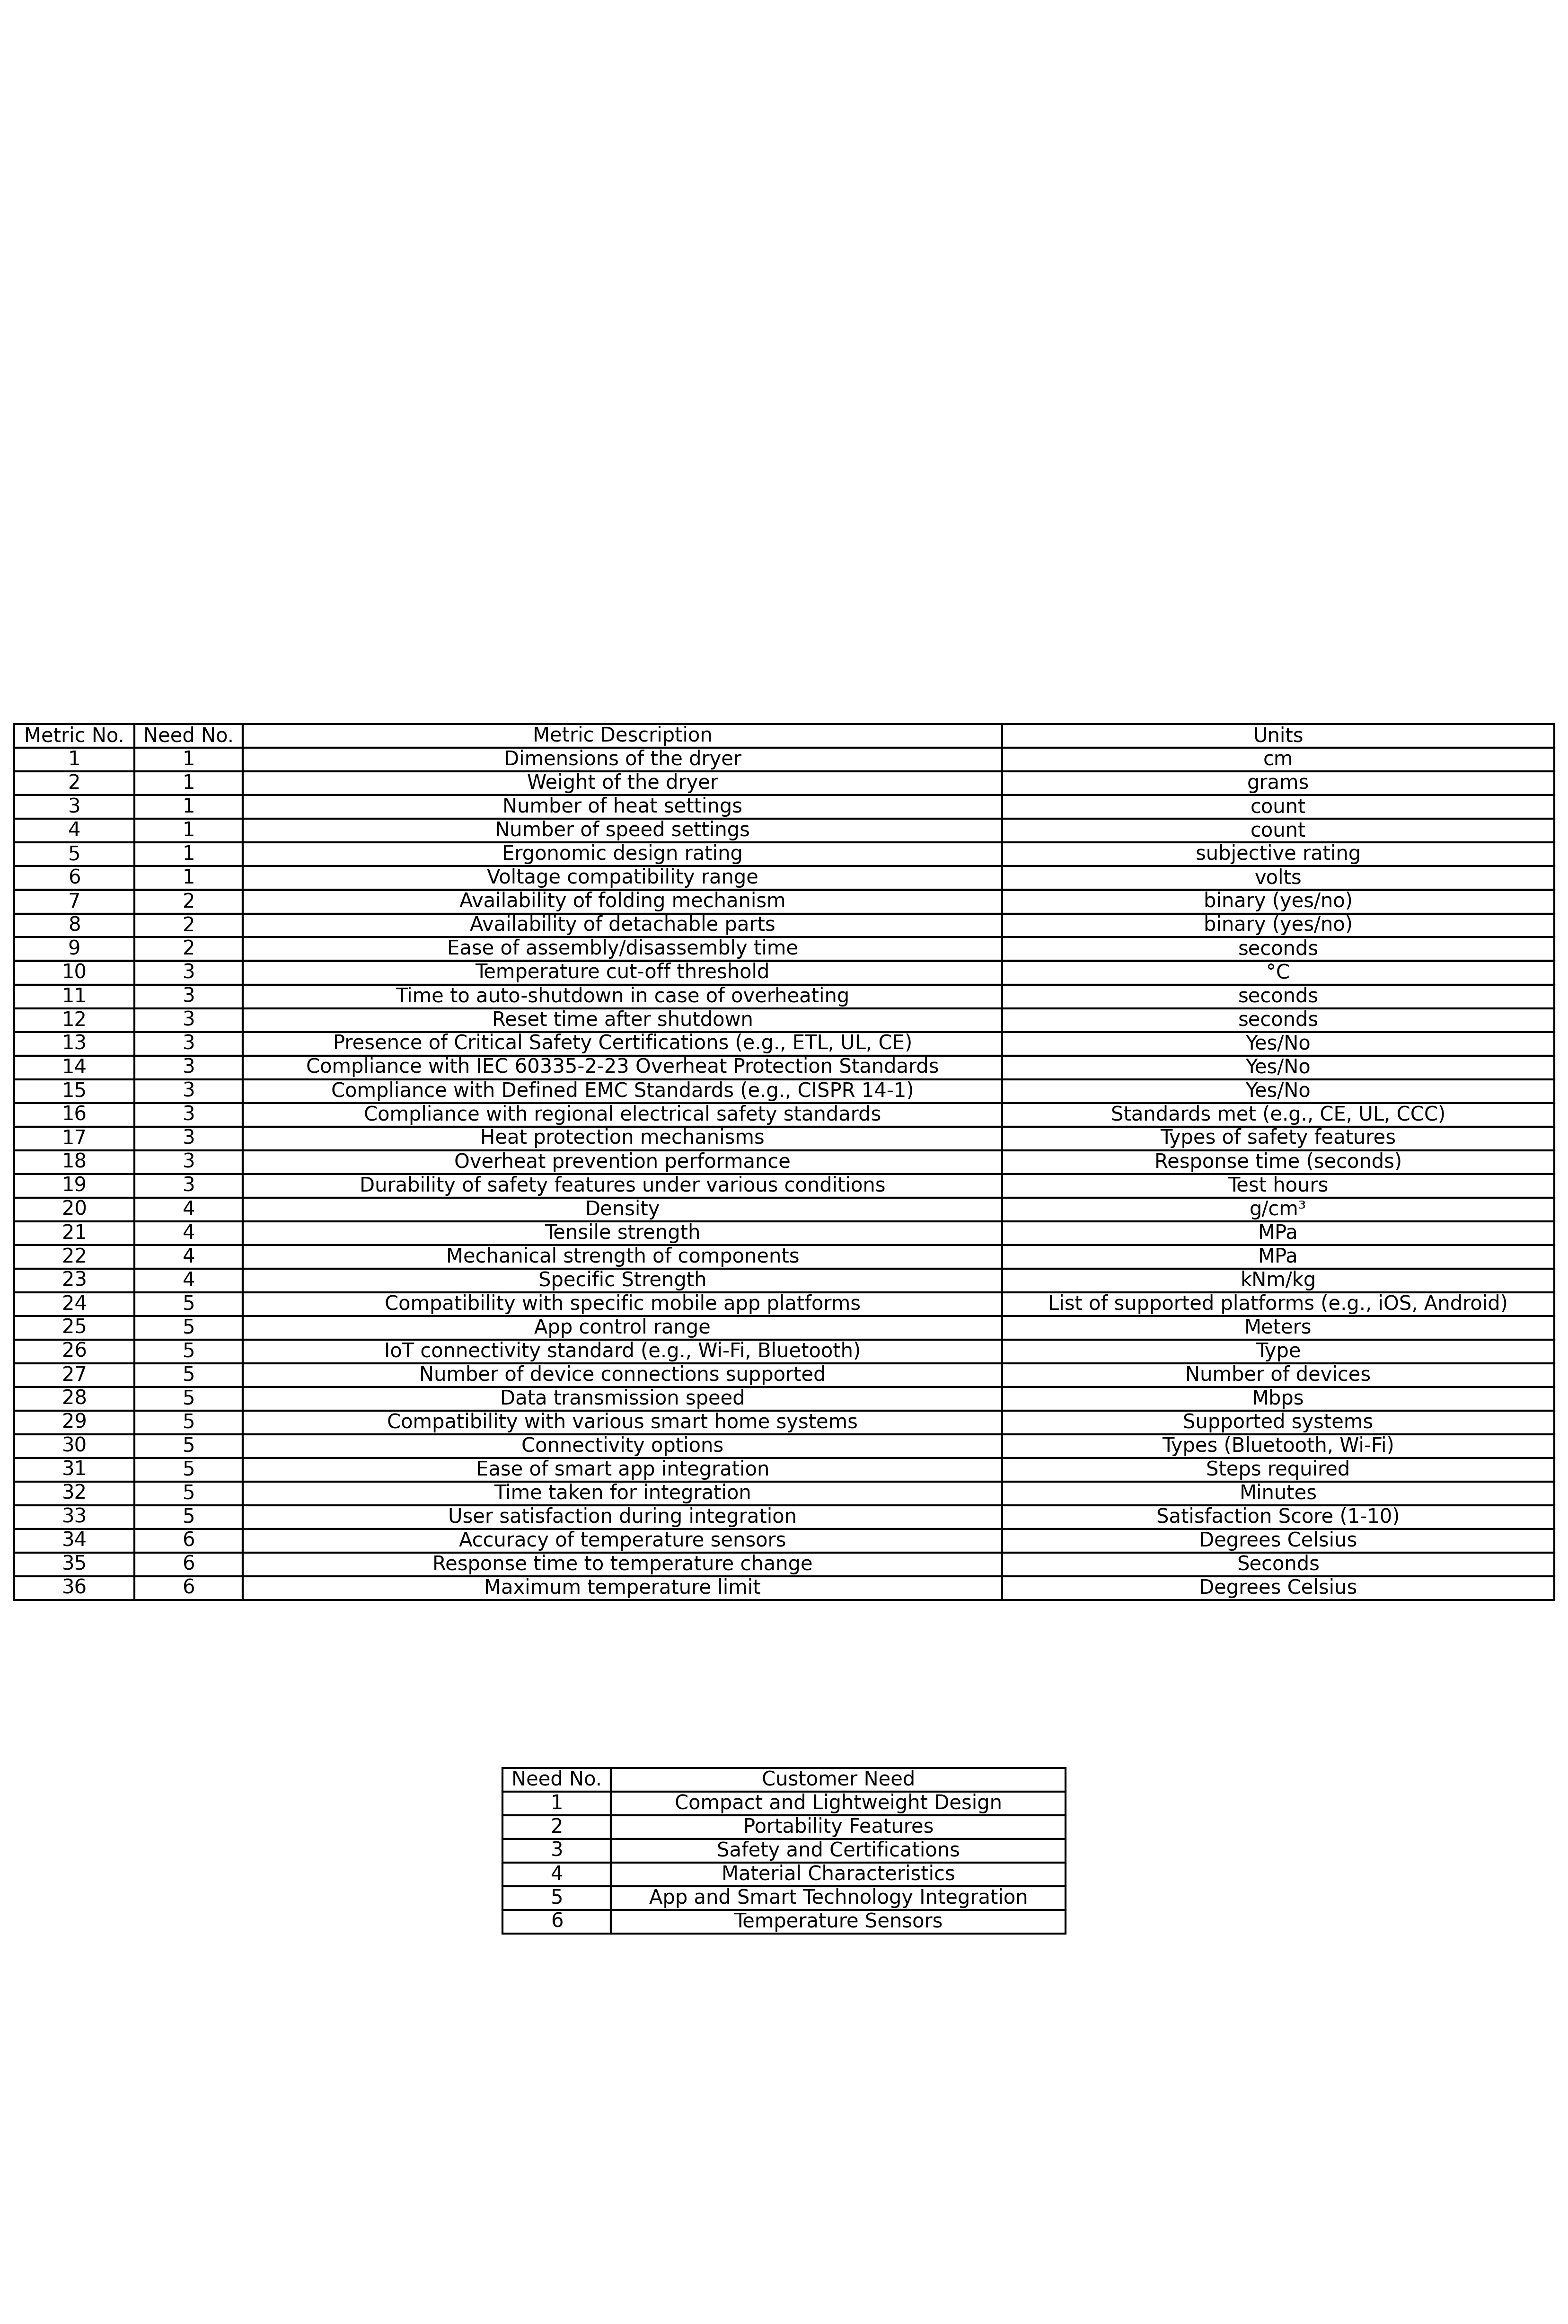 Metric No. Need No. Metric Description Units
1 1 Dimensions of the dryer cm
2 1 Weight of the dryer grams
3 1 Number of heat settings count
4 1 Number of speed settings count
5 1 Ergonomic design rating subjective rating
6 1 Voltage compatibility range volts
7 2 Availability of folding mechanism binary (yes/no)
8 2 Availability of detachable parts binary (yes/no)
9 2 Ease of assembly/disassembly time seconds
10 3 Temperature cut-off threshold °C
11 3 Time to auto-shutdown in case of overheating seconds
12 3 Reset time after shutdown seconds
13 3 Presence of Critical Safety Certifications (e.g., ETL, UL, CE) Yes/No
14 3 Compliance with IEC 60335-2-23 Overheat Protection Standards Yes/No
15 3 Compliance with Defined EMC Standards (e.g., CISPR 14-1) Yes/No
16 3 Compliance with regional electrical safety standards Standards met (e.g., CE, UL, CCC)
17 3 Heat protection mechanisms Types of safety features
18 3 Overheat prevention performance Response time (seconds)
19 3 Durability of safety features under various conditions Test hours
20 4 Density g/cm³
21 4 Tensile strength MPa
22 4 Mechanical strength of components MPa
23 4 Specific Strength kNm/kg
24 5 Compatibility with specific mobile app platforms List of supported platforms (e.g., iOS, Android)
25 5 App control range Meters
26 5 IoT connectivity standard (e.g., Wi-Fi, Bluetooth) Type
27 5 Number of device connections supported Number of devices
28 5 Data transmission speed Mbps
29 5 Compatibility with various smart home systems Supported systems
30 5 Connectivity options Types (Bluetooth, Wi-Fi)
31 5 Ease of smart app integration Steps required
32 5 Time taken for integration Minutes
33 5 User satisfaction during integration Satisfaction Score (1-10)
34 6 Accuracy of temperature sensors Degrees Celsius
35 6 Response time to temperature change Seconds
36 6 Maximum temperature limit Degrees Celsius
Need No. Customer Need
1 Compact and Lightweight Design
2 Portability Features
3 Safety and Certifications
4 Material Characteristics
5 App and Smart Technology Integration
6 Temperature Sensors